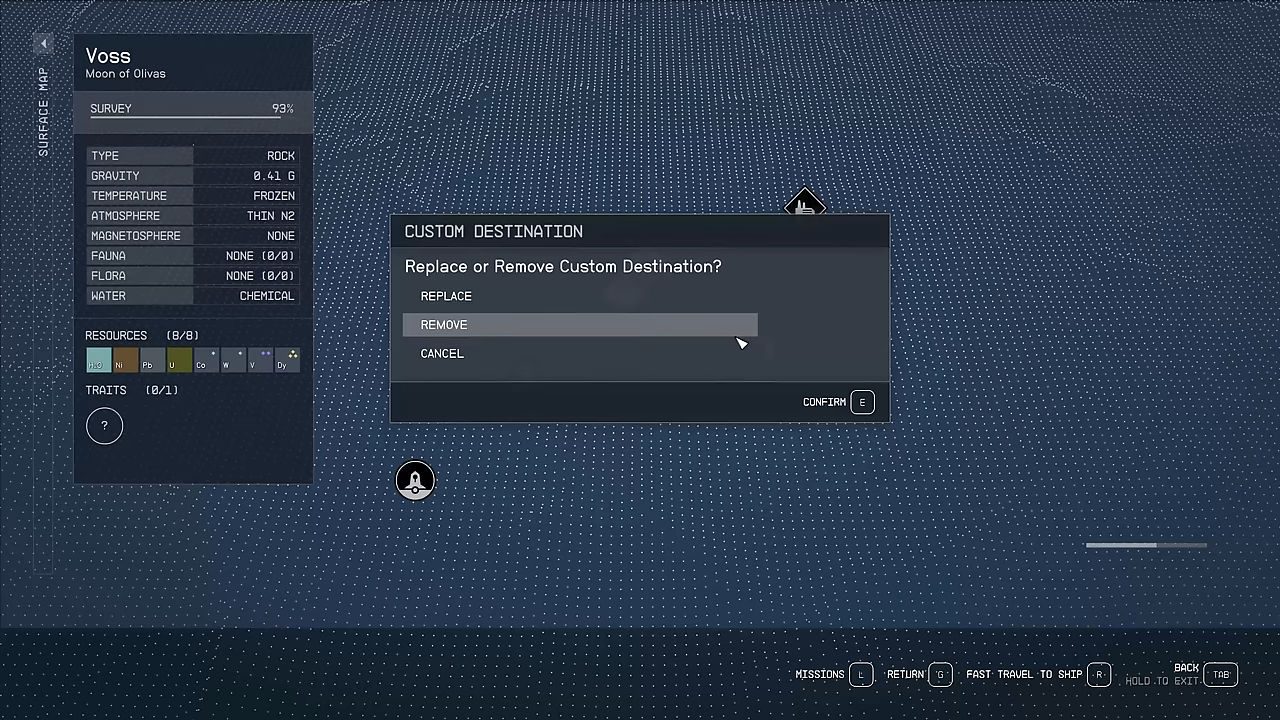 SURFACE MAP
Voss
Moon of Olivas
SURVEY 93%
TYPE ROCK
GRAVITY 0.41 G
TEMPERATURE FROZEN
ATMOSPHERE THIN N2
MAGNETOSPHERE NONE
FAUNA NONE (0/0)
FLORA NONE (0/0)
WATER CHEMICAL
RESOURCES (8/8)
H2O Ni Pb U Co W V Dy
TRAITS (0/1)
?
CUSTOM DESTINATION
Replace or Remove Custom Destination?
REPLACE
REMOVE
CANCEL
CONFIRM E
MISSIONS L RETURN G FAST TRAVEL TO SHIP R BACK TAB
HOLD TO EXIT